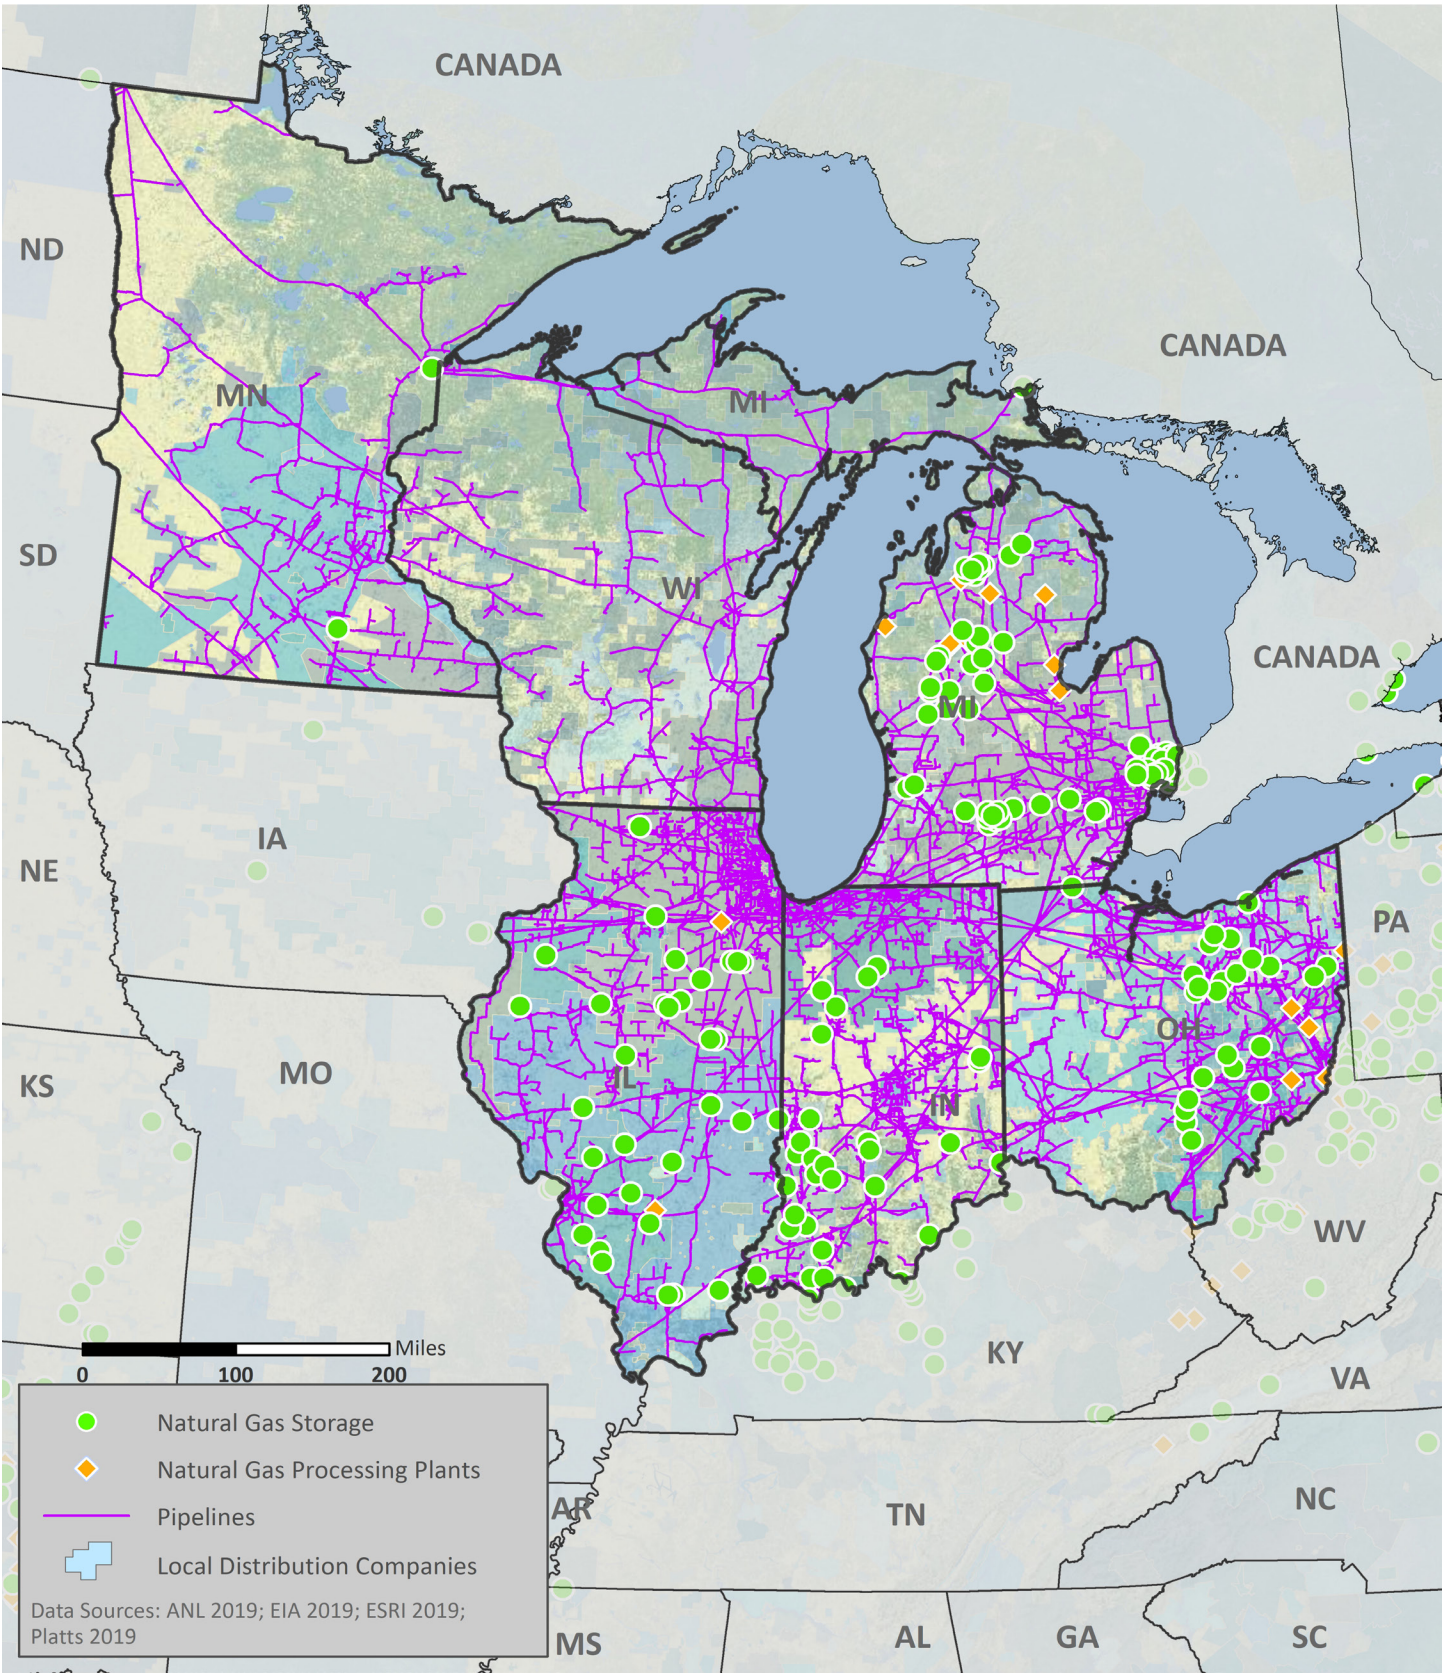 CANADA
ND
CANADA
MN
MI
SD
WI
CANADA
MI
IA
NE
PA
OH
MO
KS
IL
IN
WV
Miles
KY
0 100 200
VA
Natural Gas Storage
Natural Gas Processing Plants
NC
AR
TN
Pipelines
Local Distribution Companies
Data Sources: ANL 2019; EIA 2019; ESRI 2019;
Platts 2019
MS
AL
GA
SC